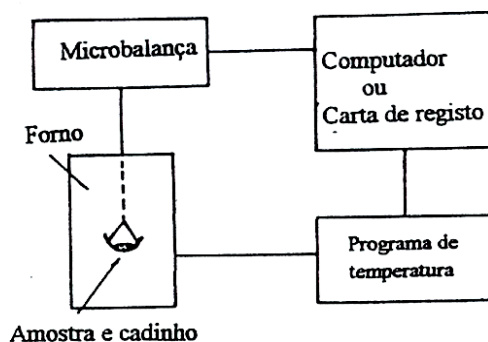 Microbalança
Computador
ou
Carta de registo
Forno
Programa de
temperatura
Amostra e cadinho